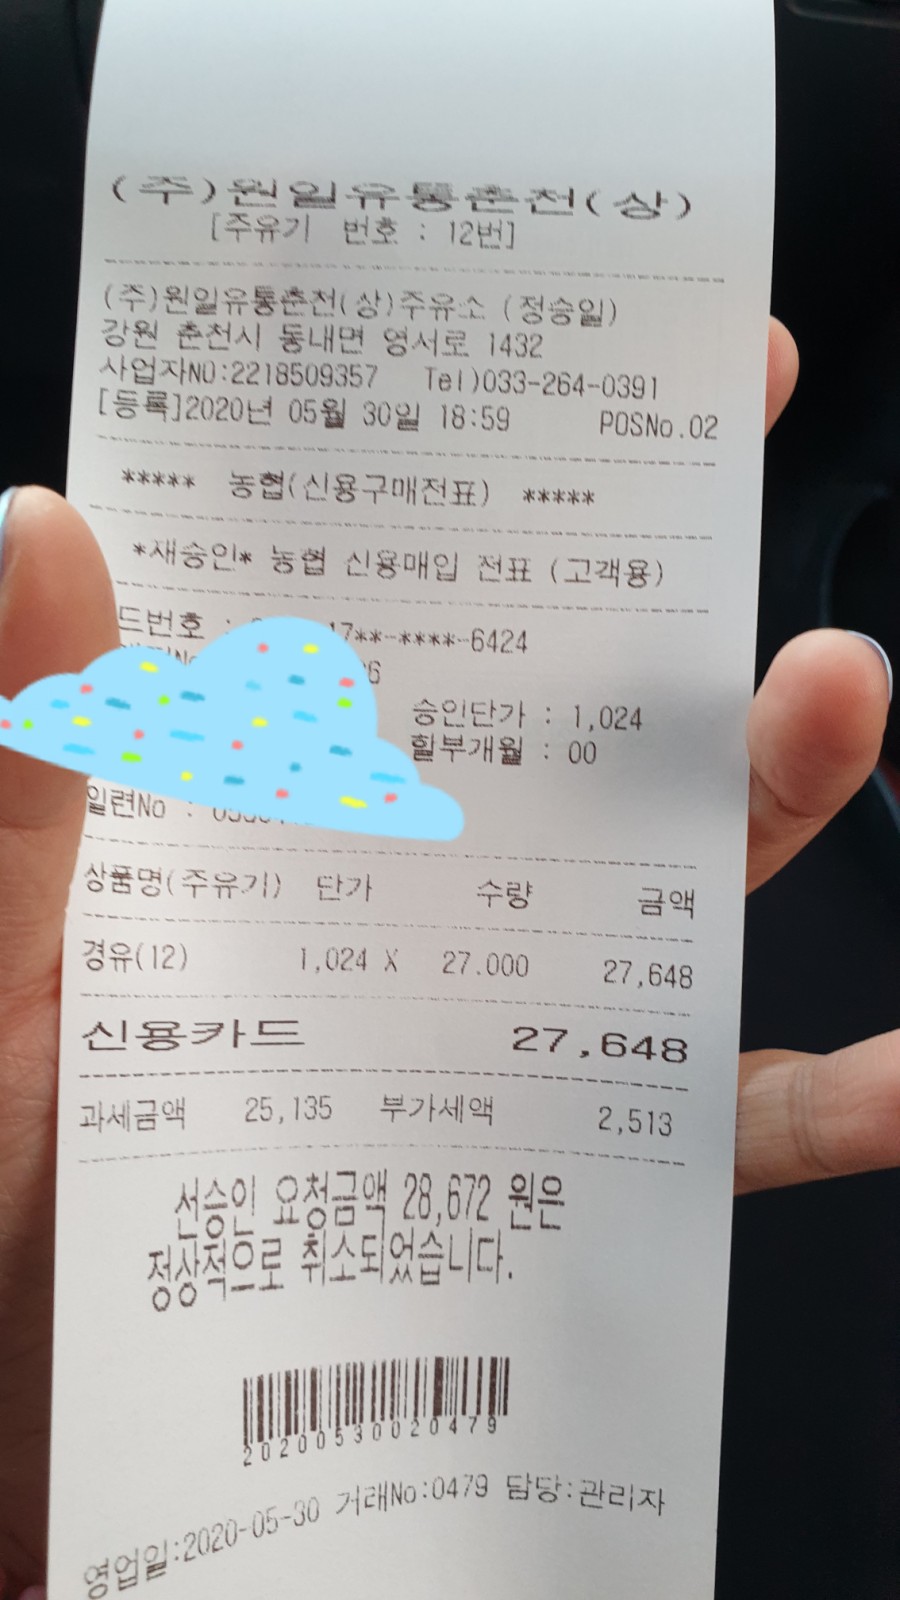 (주)원일유통춘천(상)
[주유기 번호 : 12번]
(주)원일유통춘천(상)주유소 (정승일)
강원 춘천시 동내면 영서로 1432
사업자NO:2218509357 Tel)033-264-0391
[등록]2020년 05월 30일 18:59 POSNo.02
***** 농협(신용구매전표) *****
*재승인* 농협 신용매입 전표 (고객용)
드번호 : 17**-****-6424
6
승인단가 : 1,024
할부개월 : 00
일련No :
상품명(주유기) 단가 수량 금액
경유(12) 1,024 X 27.000 27,648
신용카드 27,648
과세금액 25,135 부가세액 2,513
선승인 요청금액 28,672 원은
정상적으로 취소되었습니다.
20200530020479
영업일:2020-05-30 거래No:0479 담당:관리자